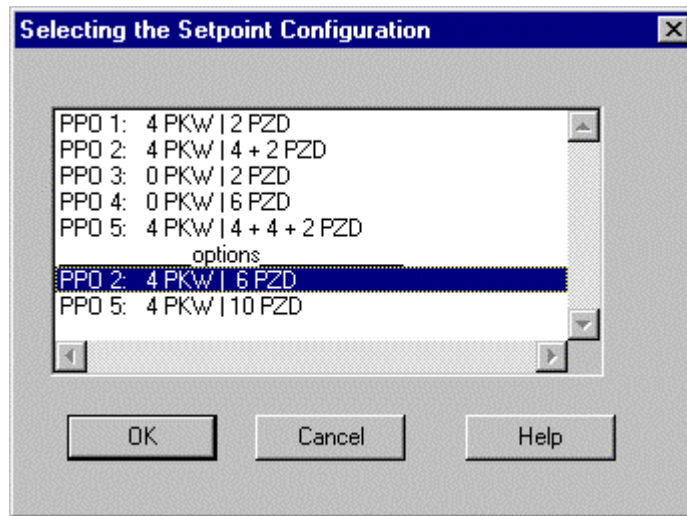 Selecting the Setpoint Configuration
PPO 1: 4 PKW | 2 PZD
PPO 2: 4 PKW | 4 + 2 PZD
PPO 3: 0 PKW | 2 PZD
PPO 4: 0 PKW | 6 PZD
PPO 5: 4 PKW | 4 + 4 + 2 PZD
____________options____________
PPO 2: 4 PKW | 6 PZD
PPO 5: 4 PKW | 10 PZD
OK Cancel Help